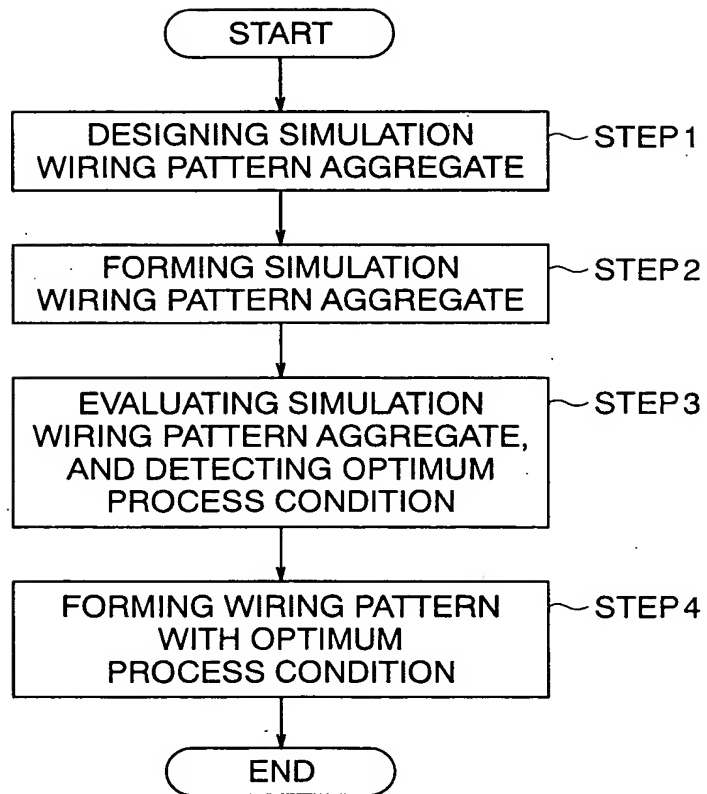 START
DESIGNING SIMULATION
WIRING PATTERN AGGREGATE
STEP1
FORMING SIMULATION
WIRING PATTERN AGGREGATE
STEP2
EVALUATING SIMULATION
WIRING PATTERN AGGREGATE,
AND DETECTING OPTIMUM
PROCESS CONDITION
STEP3
FORMING WIRING PATTERN
WITH OPTIMUM
PROCESS CONDITION
STEP4
END